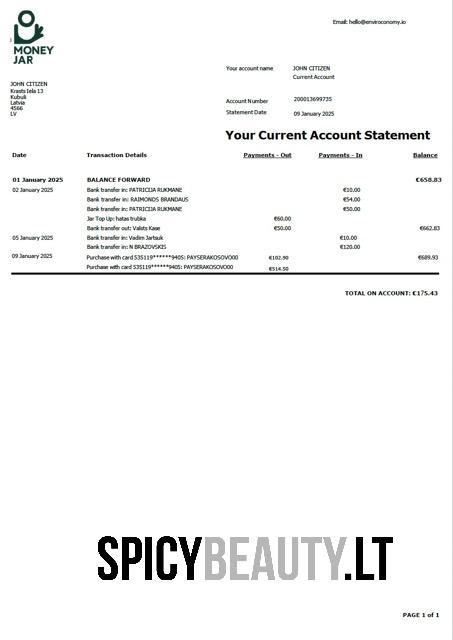 Email: hello@enviroconomy.io
MONEY
JAR
Your account name JOHN CITIZEN
Current Account
JOHN CITIZEN
Krasts Iela 13
Kubuli
Latvia
4566
LV
Account Number 200013699735
Statement Date 09 January 2025
Your Current Account Statement
Date Transaction Details Payments - Out Payments - In Balance
01 January 2025 BALANCE FORWARD €658.83
02 January 2025 Bank transfer in: PATRICIJA RUKMANE €10.00
Bank transfer in: RAIMONDS BRANDAUS €54.00
Bank transfer in: PATRICIJA RUKMANE €50.00
Jar Top Up: hatas trubka €60.00
Bank transfer out: Valsts Kase €50.00 €662.83
05 January 2025 Bank transfer in: Vadim Jartsuk €10.00
Bank transfer in: N BRAZOVSKIS €120.00
09 January 2025 Purchase with card 535119******9405: PAYSERAKOSOVO00 €102.90 €689.93
Purchase with card 535119******9405: PAYSERAKOSOVO00 €514.50
TOTAL ON ACCOUNT: €175.43
SPICYBEAUTY.LT
PAGE 1 of 1